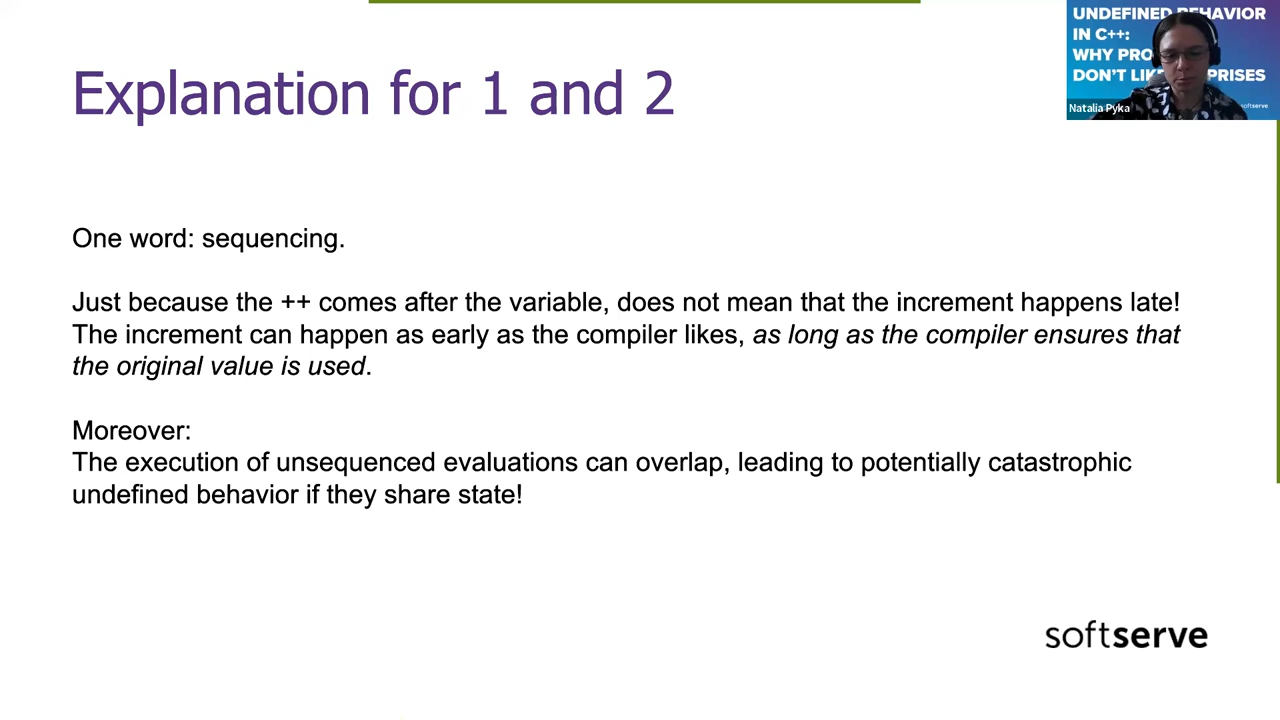 Explanation for 1 and 2
UNDEFINED BEHAVIOR
IN C++:
WHY PRO
DON'T LIKE PRISES
Natalia Pyka
softserve
One word: sequencing.
Just because the ++ comes after the variable, does not mean that the increment happens late!
The increment can happen as early as the compiler likes, as long as the compiler ensures that
the original value is used.
Moreover:
The execution of unsequenced evaluations can overlap, leading to potentially catastrophic
undefined behavior if they share state!
softserve